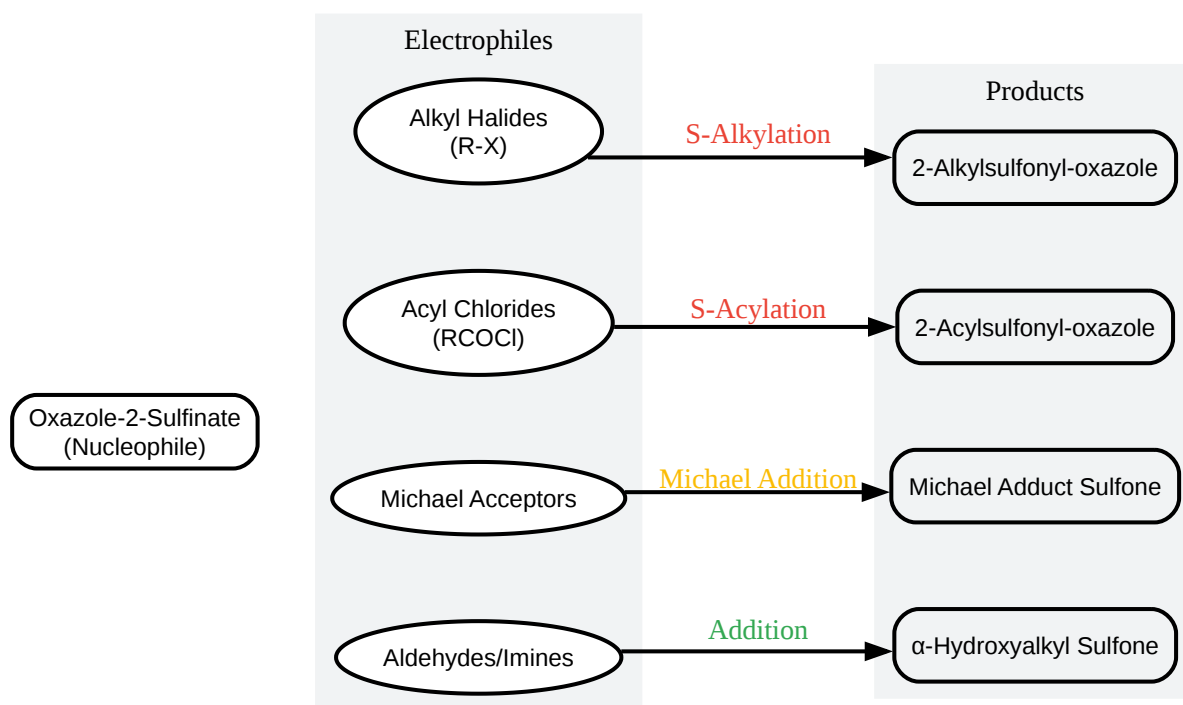 Electrophiles
Products
Alkyl Halides
(R-X)
S-Alkylation
2-Alkylsulfonyl-oxazole
Acyl Chlorides
(RCOCl)
S-Acylation
2-Acylsulfonyl-oxazole
Oxazole-2-Sulfinate
(Nucleophile)
Michael Acceptors
Michael Addition
Michael Adduct Sulfone
Aldehydes/Imines
Addition
α-Hydroxyalkyl Sulfone